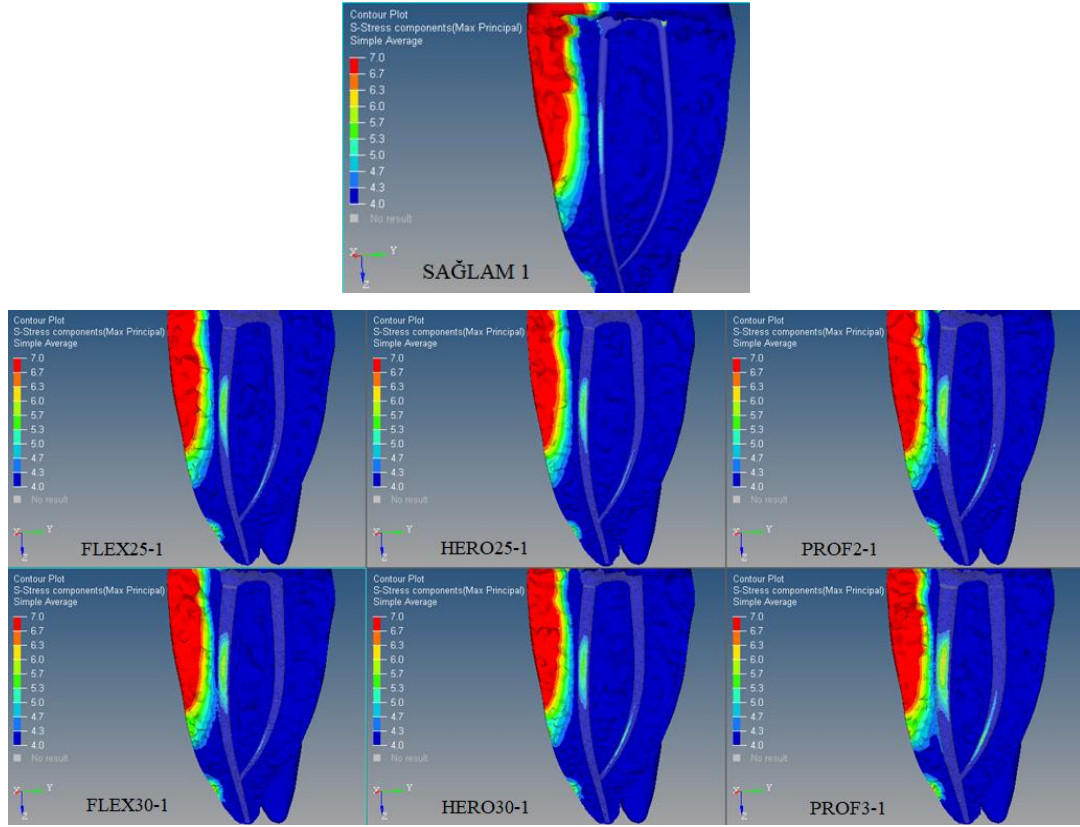 Contour Plot
S-Stress components(Max Principal)
Simple Average
7.0
6.7
6.3
6.0
5.7
5.3
5.0
4.7
4.3
4.0
No result
X
Y
Z
SAĞLAM 1
Contour Plot
S-Stress components(Max Principal)
Simple Average
7.0
6.7
6.3
6.0
5.7
5.3
5.0
4.7
4.3
4.0
No result
X
Y
Z
FLEX25-1
Contour Plot
S-Stress components(Max Principal)
Simple Average
7.0
6.7
6.3
6.0
5.7
5.3
5.0
4.7
4.3
4.0
No result
X
Y
Z
HERO25-1
Contour Plot
S-Stress components(Max Principal)
Simple Average
7.0
6.7
6.3
6.0
5.7
5.3
5.0
4.7
4.3
4.0
No result
X
Y
Z
PROF2-1
Contour Plot
S-Stress components(Max Principal)
Simple Average
7.0
6.7
6.3
6.0
5.7
5.3
5.0
4.7
4.3
4.0
No result
X
Y
Z
FLEX30-1
Contour Plot
S-Stress components(Max Principal)
Simple Average
7.0
6.7
6.3
6.0
5.7
5.3
5.0
4.7
4.3
4.0
No result
X
Y
Z
HERO30-1
Contour Plot
S-Stress components(Max Principal)
Simple Average
7.0
6.7
6.3
6.0
5.7
5.3
5.0
4.7
4.3
4.0
No result
X
Y
Z
PROF3-1